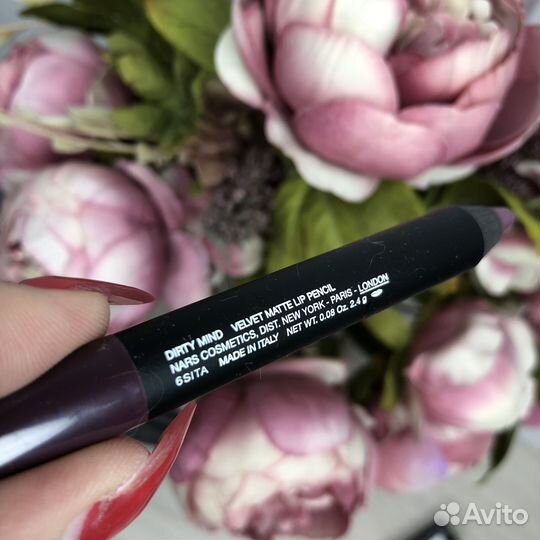 DIRTY MIND VELVET MATTE LIP PENCIL
NARS COSMETICS, DIST. NEW YORK - PARIS - LONDON
6SITA MADE IN ITALY NET WT. 0.08 Oz. 2.4 g
Avito